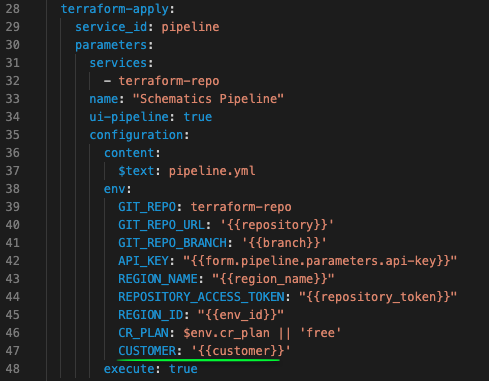 28 terraform-apply:
29 service_id: pipeline
30 parameters:
31 services:
32 - terraform-repo
33 name: "Schematics Pipeline"
34 ui-pipeline: true
35 configuration:
36 content:
37 $text: pipeline.yml
38 env:
39 GIT_REPO: terraform-repo
40 GIT_REPO_URL: '{{repository}}'
41 GIT_REPO_BRANCH: '{{branch}}'
42 API_KEY: "{{form.pipeline.parameters.api-key}}"
43 REGION_NAME: "{{region_name}}"
44 REPOSITORY_ACCESS_TOKEN: "{{repository_token}}"
45 REGION_ID: "{{env_id}}"
46 CR_PLAN: $env.cr_plan || 'free'
47 CUSTOMER: '{{customer}}'
48 execute: true